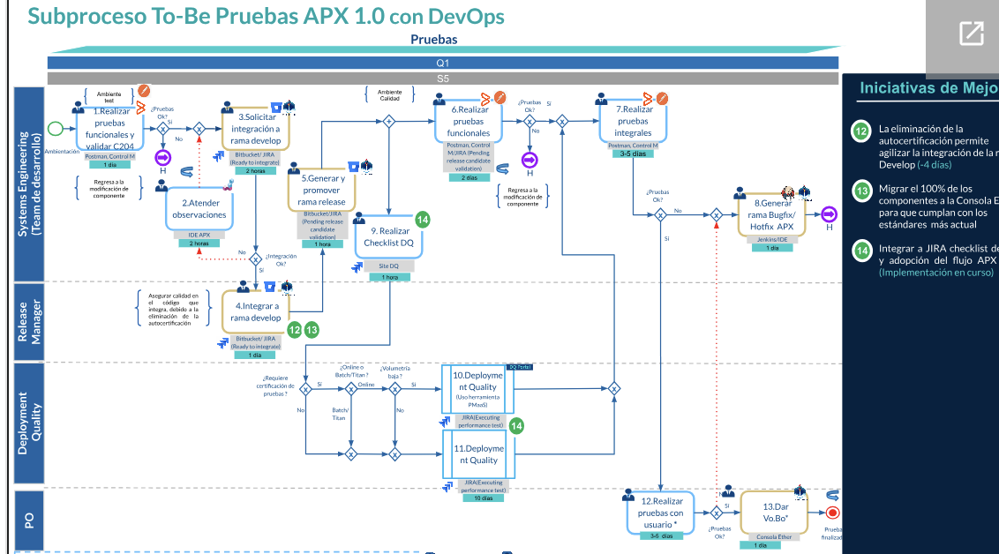 Subproceso To-Be Pruebas APX 1.0 con DevOps
Pruebas
Q1
S5
Systems Engineering
(Team de desarrollo)
Ambientación
Ambiente
test
1.Realizar
pruebas
funcionales y
validar C204
Postman, Control M
1 día
Regresa a la
modificación de
componente
¿Pruebas
Ok?
Sí
No
H
2.Atender
observaciones
IDE APX
2 horas
3.Solicitar
integración a
rama develop
Bitbucket/ JIRA
(Ready to integrate)
2 horas
No
¿Integración
Ok?
Sí
5.Generar y
promover
rama release
Bitbucket/JIRA
(Pending release
candidate
validation)
1 hora
Ambiente
Calidad
9. Realizar
Checklist DQ
14
Site DQ
1 hora
6.Realizar
pruebas
funcionales
Postman, Control
M/JIRA (Pending
release candidate
validation)
2 días
¿Pruebas
Ok?
Sí
No
H
Regresa a la
modificación de
componente
7.Realizar
pruebas
integrales
Postman, Control M
3-5 días
¿Pruebas
Ok?
No
Sí
8.Generar
rama Bugfix/
Hotfix APX
Jenkins/IDE
1 día
H
Release
Manager
Asegurar calidad en
el código que
integra, debido a la
eliminación de la
autocertificación
4.Integrar a
rama develop
12
13
Bitbucket/ JIRA
(Ready to integrate)
1 día
Deployment
Quality
¿Requiere
certificación de
pruebas ?
Sí
No
¿Online o
Batch/Titan ?
Online
Batch/
Titan
¿Volumetría
baja ?
Sí
No
10.Deployme
nt Quality
(Uso herramienta
PMaaS)
DQ Portal
JIRA(Executing
performance test)
14
11.Deployme
nt Quality
JIRA(Executing
performance test)
10 días
PO
12.Realizar
pruebas con
usuario *
3-5 días
¿Pruebas
Ok?
Sí
13.Dar
Vo.Bo*
Consola Ether
1 día
Prueba
finalizad
Iniciativas de Mejo
12
La eliminación de la
autocertificación permite
agilizar la integración de la r
Develop (-4 días)
13
Migrar el 100% de los
componentes a la Consola E
para que cumplan con los
estándares más actual
14
Integrar a JIRA checklist de
y adopción del flujo APX
(Implementación en curso)